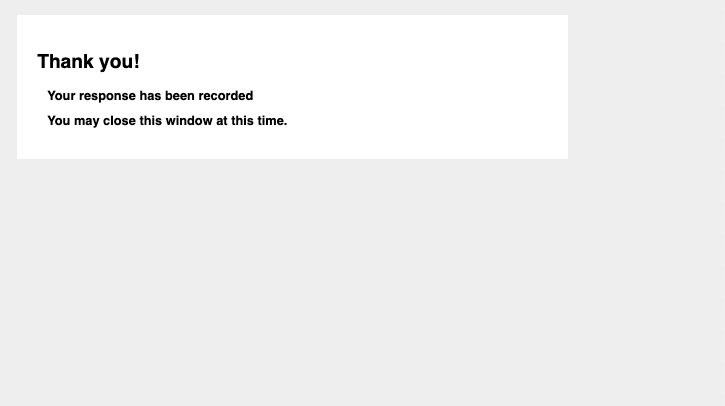 Thank you!
Your response has been recorded
You may close this window at this time.